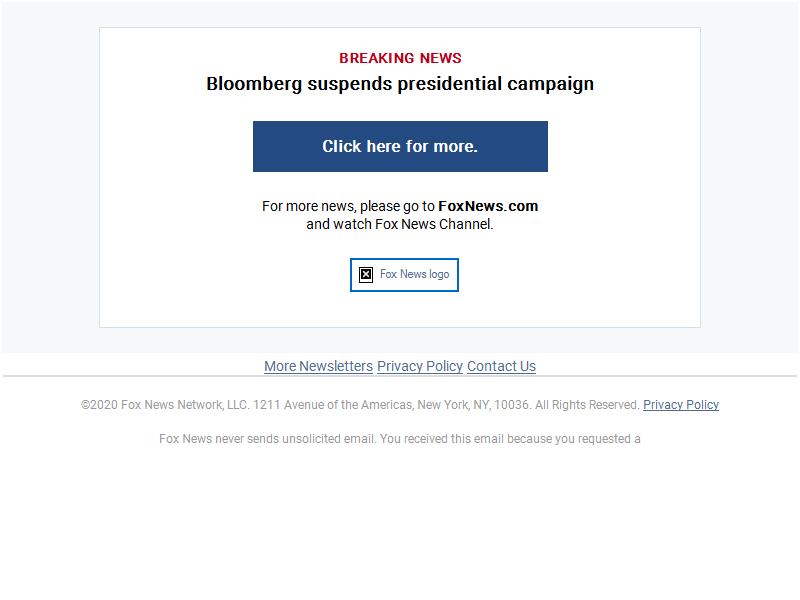 BREAKING NEWS
Bloomberg suspends presidential campaign
Click here for more.
For more news, please go to FoxNews.com
and watch Fox News Channel.
Fox News logo
More Newsletters Privacy Policy Contact Us
©2020 Fox News Network, LLC. 1211 Avenue of the Americas, New York, NY, 10036. All Rights Reserved. Privacy Policy
Fox News never sends unsolicited email. You received this email because you requested a